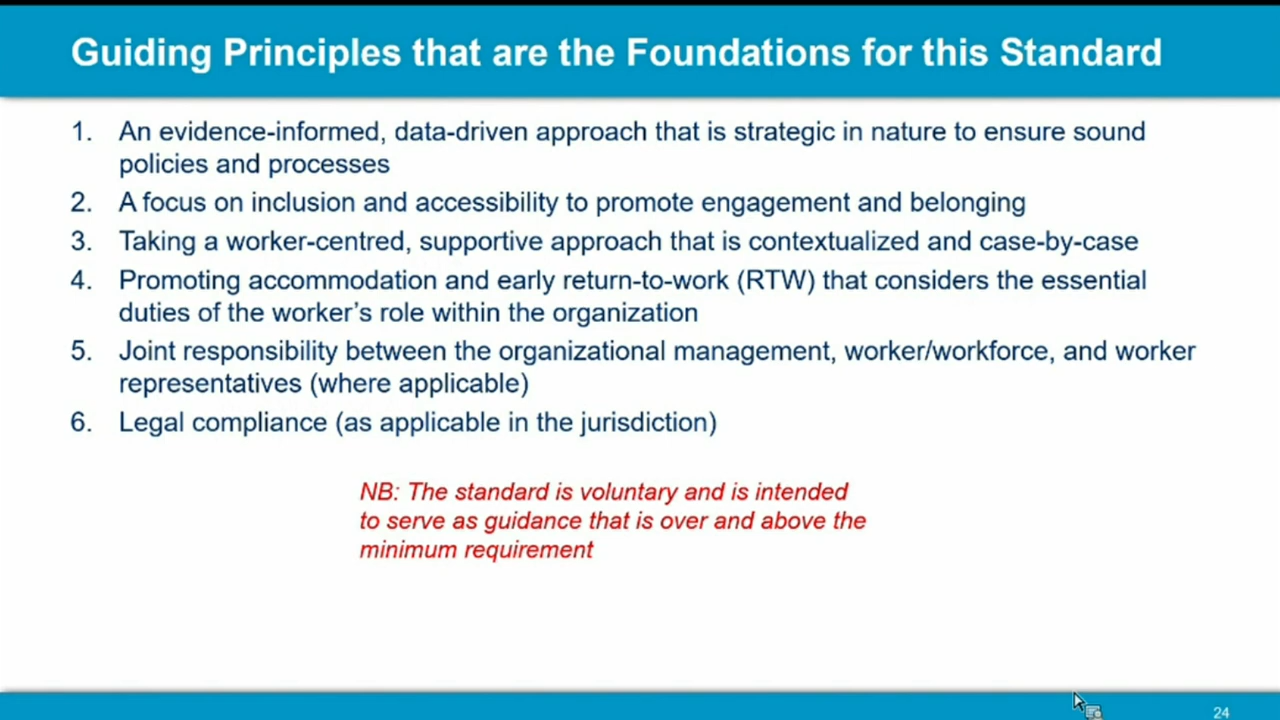 Guiding Principles that are the Foundations for this Standard
1. An evidence-informed, data-driven approach that is strategic in nature to ensure sound
policies and processes
2. A focus on inclusion and accessibility to promote engagement and belonging
3. Taking a worker-centred, supportive approach that is contextualized and case-by-case
4. Promoting accommodation and early return-to-work (RTW) that considers the essential
duties of the worker's role within the organization
5. Joint responsibility between the organizational management, worker/workforce, and worker
representatives (where applicable)
6. Legal compliance (as applicable in the jurisdiction)
NB: The standard is voluntary and is intended
to serve as guidance that is over and above the
minimum requirement
24